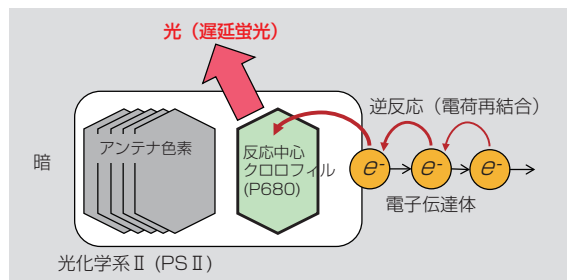 光（遅延蛍光）
逆反応（電荷再結合）
暗
アンテナ色素
反応中心
クロロフィル
(P680)
e-
e-
e-
電子伝達体
光化学系Ⅱ (PSⅡ)